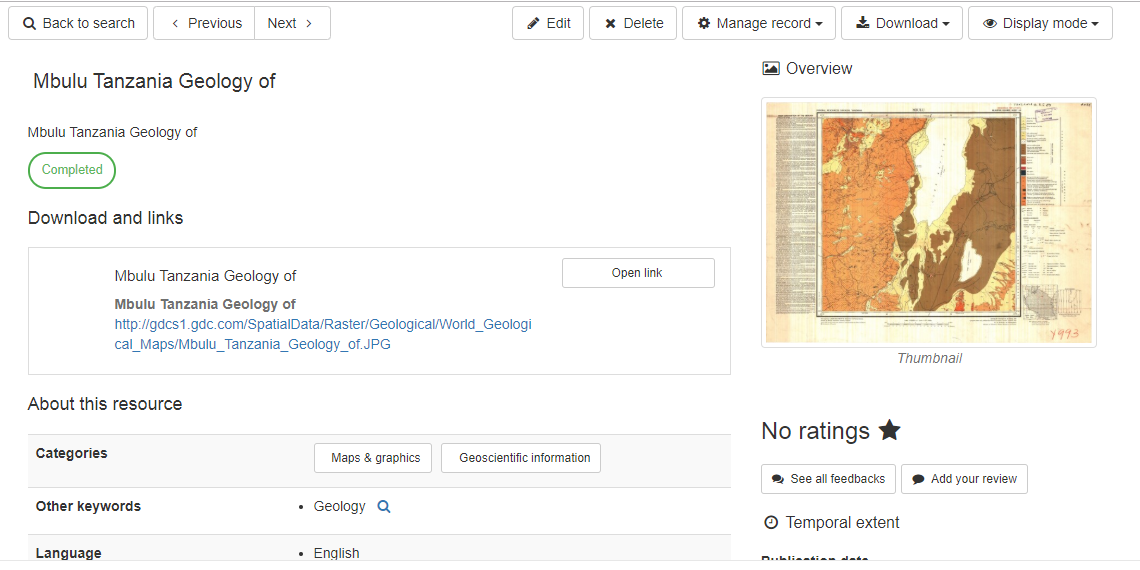 Back to search
Previous
Next
Edit
Delete
Manage record
Download
Display mode
Mbulu Tanzania Geology of
Mbulu Tanzania Geology of
Completed
Download and links
Mbulu Tanzania Geology of
Open link
Mbulu Tanzania Geology of
http://gdcs1.gdc.com/SpatialData/Raster/Geological/World_Geologi
cal_Maps/Mbulu_Tanzania_Geology_of.JPG
About this resource
Categories
Maps & graphics
Geoscientific information
Other keywords
• Geology
Language
• English
Overview
Y993
Thumbnail
No ratings
See all feedbacks
Add your review
Temporal extent
Publication date